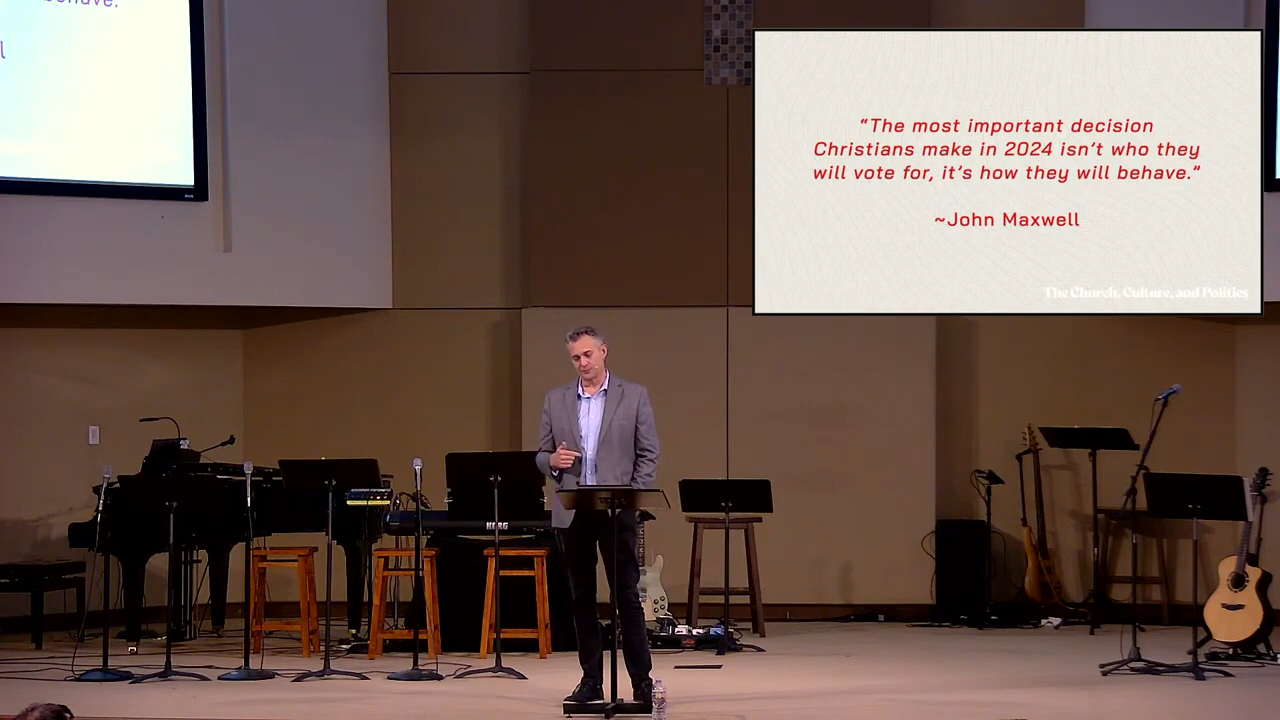 behave.
l
“The most important decision
Christians make in 2024 isn’t who they
will vote for, it’s how they will behave.”
~John Maxwell
The Church, Culture, and Politics
KORG